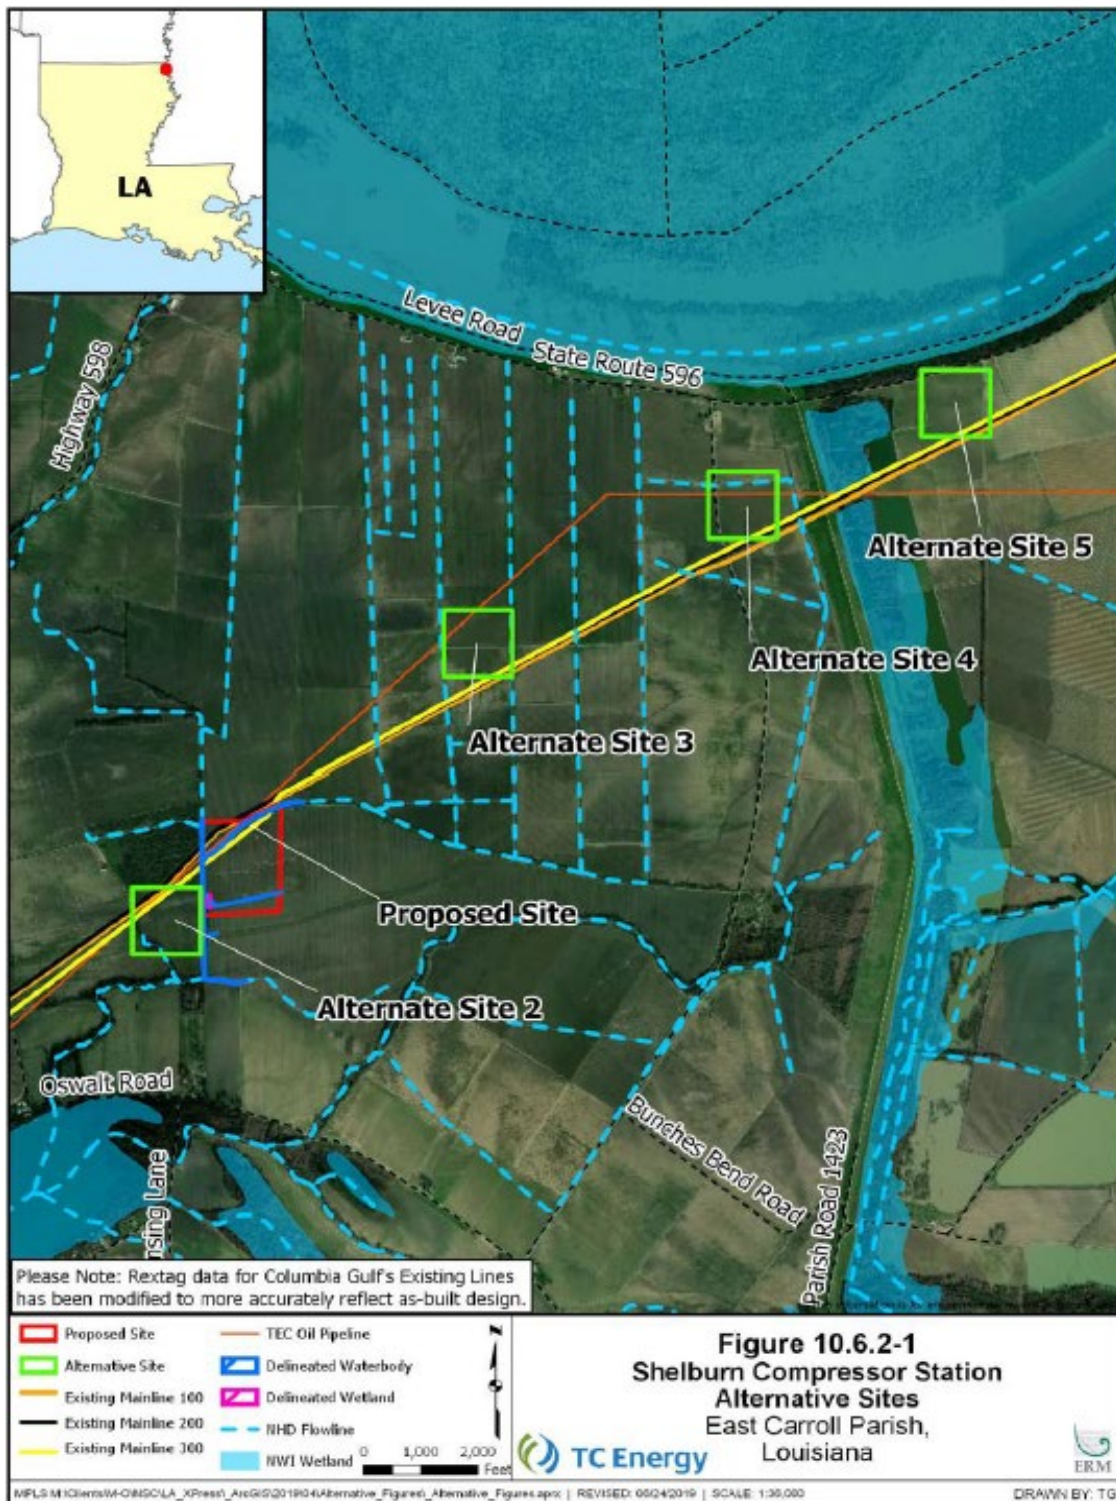 LA
Highway 598
Levee Road
State Route 596
Alternate Site 5
Alternate Site 4
Alternate Site 3
Proposed Site
Alternate Site 2
Oswalt Road
Bunches Bend Road
Parish Road 1423
nsing Lane
Please Note: Rextag data for Columbia Gulf's Existing Lines
has been modified to more accurately reflect as-built design.
Proposed Site
Alternative Site
Existing Mainline 100
Existing Mainline 200
Existing Mainline 300
TEC Oil Pipeline
Delineated Waterbody
Delineated Wetland
NHD Flowline
NWI Wetland
N
0 1,000 2,000
Feet
Figure 10.6.2-1
Shelburn Compressor Station
Alternative Sites
East Carroll Parish,
Louisiana
TC Energy
ERM
REVISED: 06/24/2019 | SCALE: 1:36,000
DRAWN BY: TC